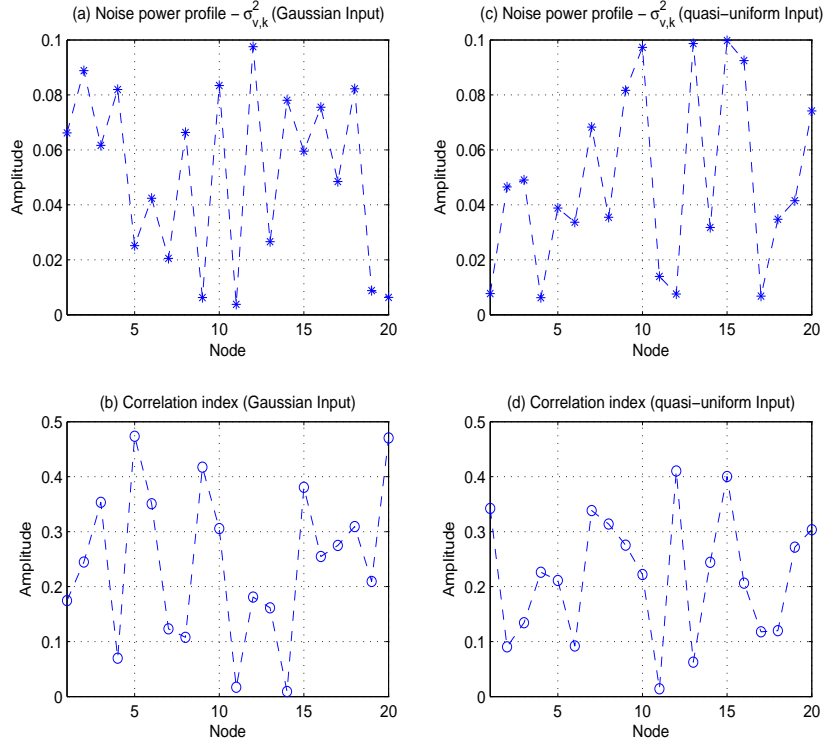 (a) Noise power profile − σ²v,k (Gaussian Input)
0.1
0.08
0.06
0.04
0.02
0
5 10 15 20
Amplitude
Node
(c) Noise power profile − σ²v,k (quasi−uniform Input)
0.1
0.08
0.06
0.04
0.02
0
5 10 15 20
Amplitude
Node
(b) Correlation index (Gaussian Input)
0.5
0.4
0.3
0.2
0.1
0
5 10 15 20
Amplitude
Node
(d) Correlation index (quasi−uniform Input)
0.5
0.4
0.3
0.2
0.1
0
5 10 15 20
Amplitude
Node